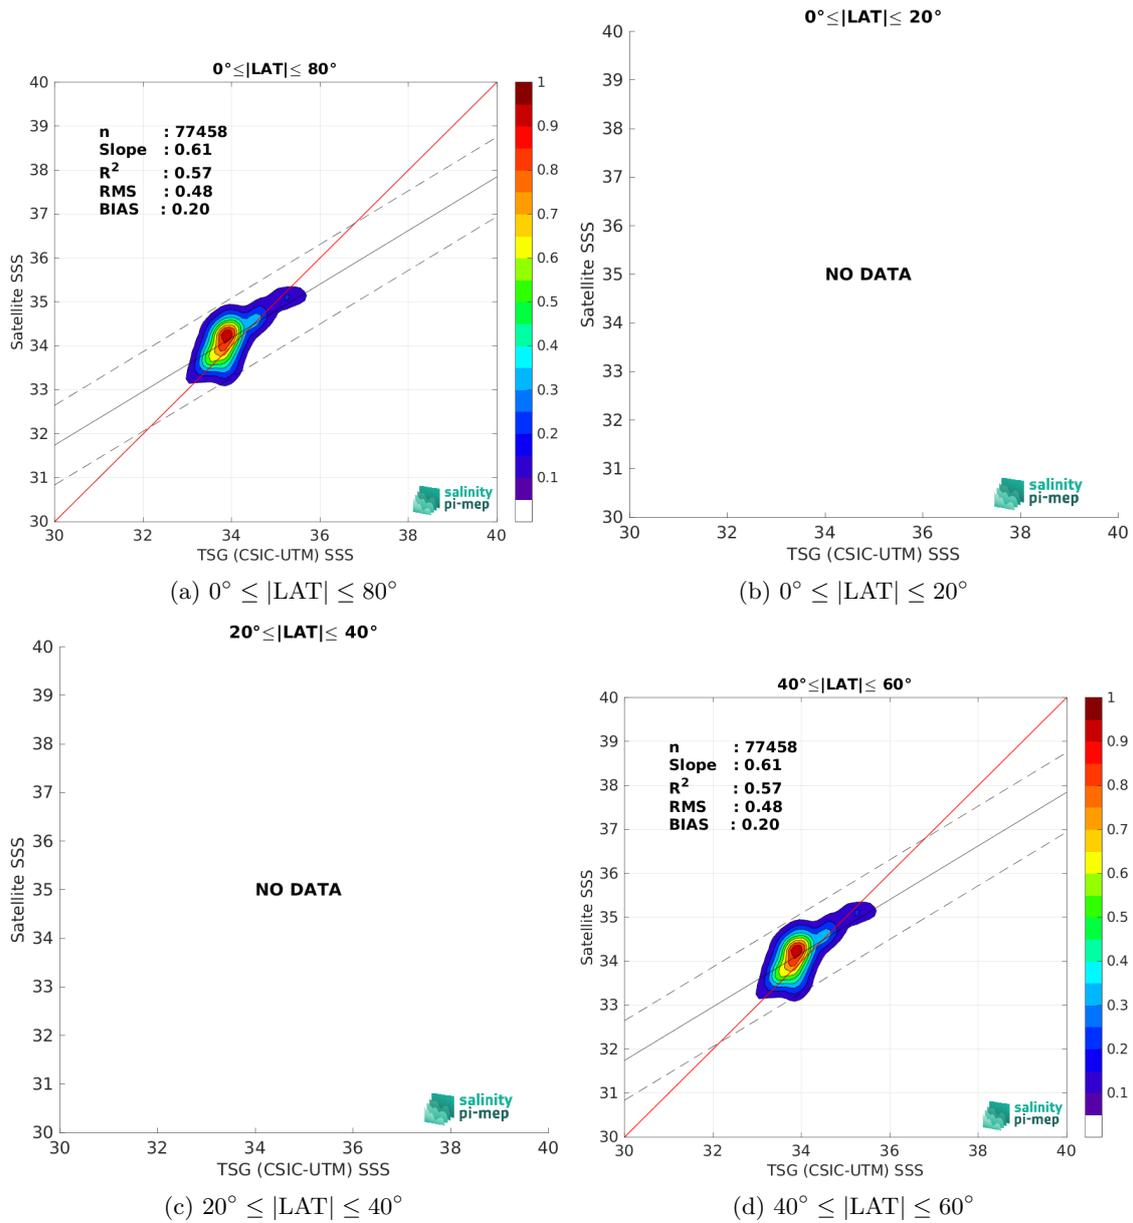 0°≤|LAT|≤ 80°
40
39
38
37
36
35
34
33
32
31
30
30 32 34 36 38 40
Satellite SSS
TSG (CSIC-UTM) SSS
n : 77458
Slope : 0.61
R² : 0.57
RMS : 0.48
BIAS : 0.20
1
0.9
0.8
0.7
0.6
0.5
0.4
0.3
0.2
0.1
salinity
pi-mep
(a) 0° ≤ |LAT| ≤ 80°
0°≤|LAT|≤ 20°
40
39
38
37
36
35
34
33
32
31
30
30 32 34 36 38 40
Satellite SSS
TSG (CSIC-UTM) SSS
NO DATA
salinity
pi-mep
(b) 0° ≤ |LAT| ≤ 20°
20°≤|LAT|≤ 40°
40
39
38
37
36
35
34
33
32
31
30
30 32 34 36 38 40
Satellite SSS
TSG (CSIC-UTM) SSS
NO DATA
salinity
pi-mep
(c) 20° ≤ |LAT| ≤ 40°
40°≤|LAT|≤ 60°
40
39
38
37
36
35
34
33
32
31
30
30 32 34 36 38 40
Satellite SSS
TSG (CSIC-UTM) SSS
n : 77458
Slope : 0.61
R² : 0.57
RMS : 0.48
BIAS : 0.20
1
0.9
0.8
0.7
0.6
0.5
0.4
0.3
0.2
0.1
salinity
pi-mep
(d) 40° ≤ |LAT| ≤ 60°